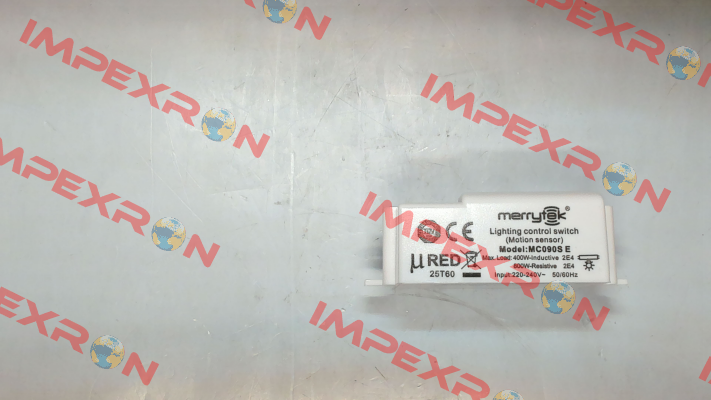 IMPEXRON
IMPEXRON
IMPEXRON
IMPEXRON
IMPEXRON
IMPEXRON
IMPEXRON
IMPEXRON
merrytek
Lighting control switch
(Motion sensor)
Model:MC090S E
Max. Load: 400W-Inductive 2E4
800W-Resistive 2E4
Input: 220-240V~ 50/60Hz
CE
μ RED
25T60